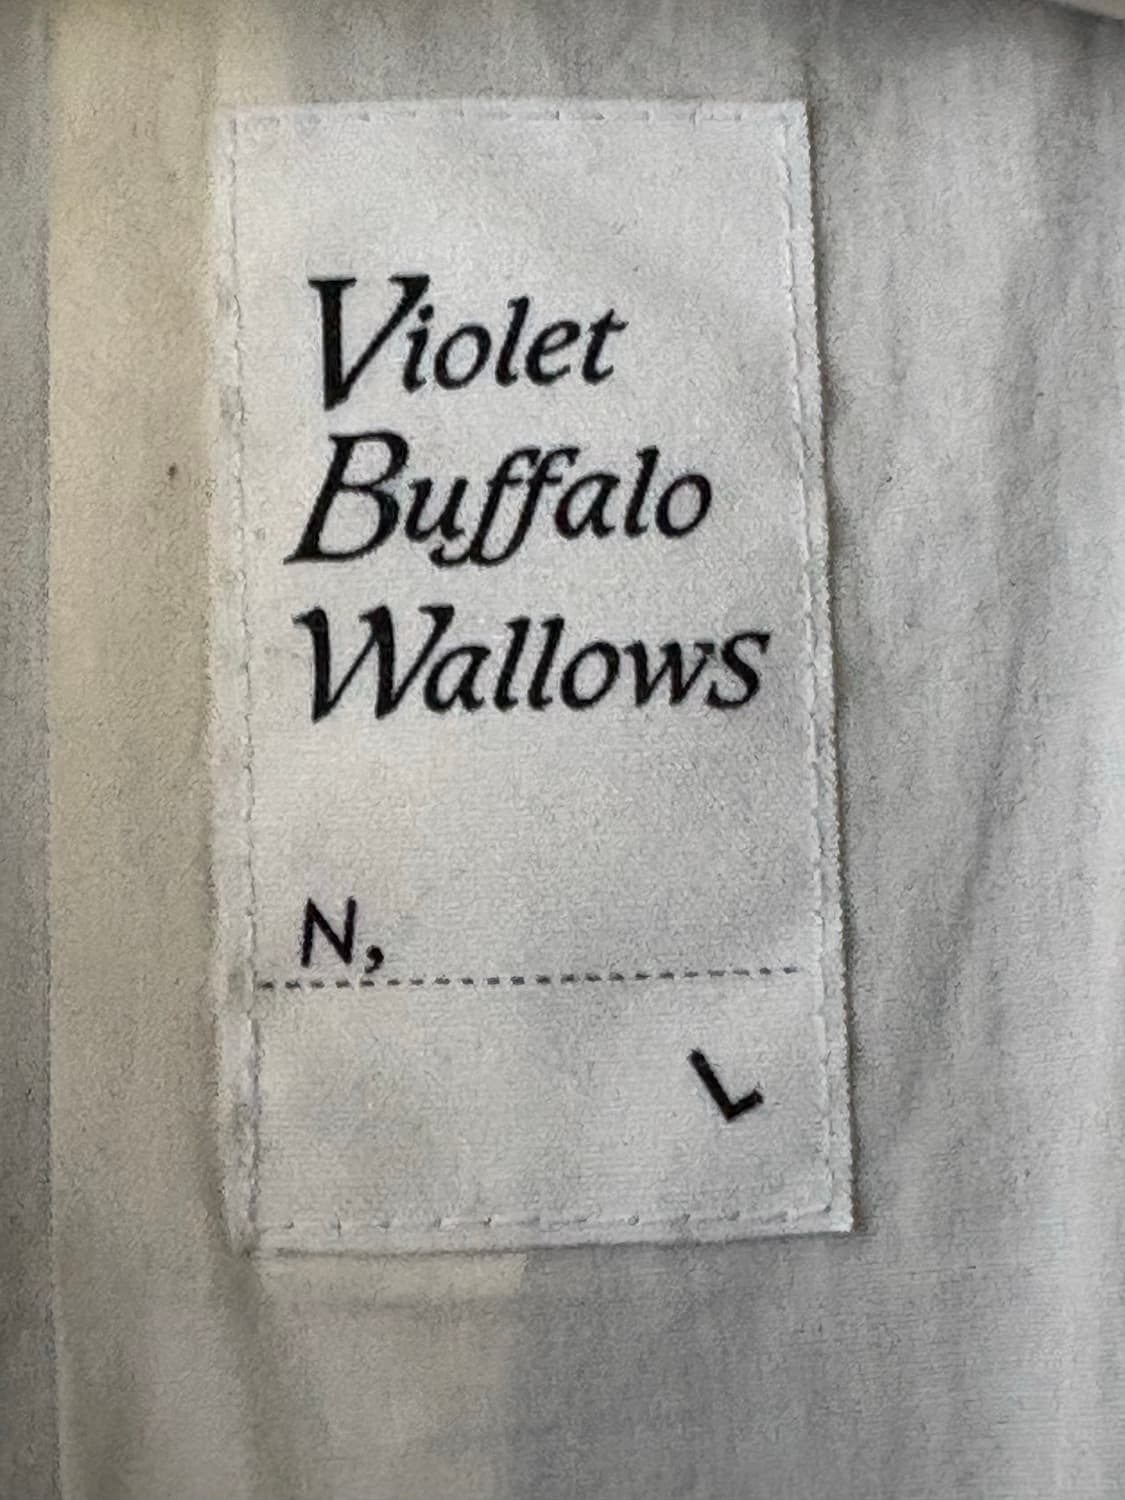 Violet
Buffalo
Wallows
N,
L